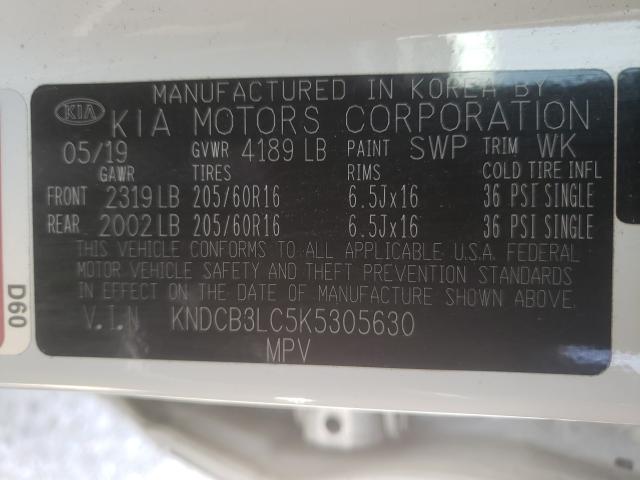 MANUFACTURED IN KOREA BY
KIA KIA MOTORS CORPORATION
05/19 GVWR 4189 LB PAINT SWP TRIM WK
GAWR TIRES RIMS COLD TIRE INFL
FRONT 2319 LB 205/60R16 6.5Jx16 36 PSI SINGLE
REAR 2002 LB 205/60R16 6.5Jx16 36 PSI SINGLE
THIS VEHICLE CONFORMS TO ALL APPLICABLE U.S.A. FEDERAL
MOTOR VEHICLE SAFETY AND THEFT PREVENTION STANDARDS
IN EFFECT ON THE DATE OF MANUFACTURE SHOWN ABOVE.
V.I.N KNDCB3LC5K5305630
MPV
D60